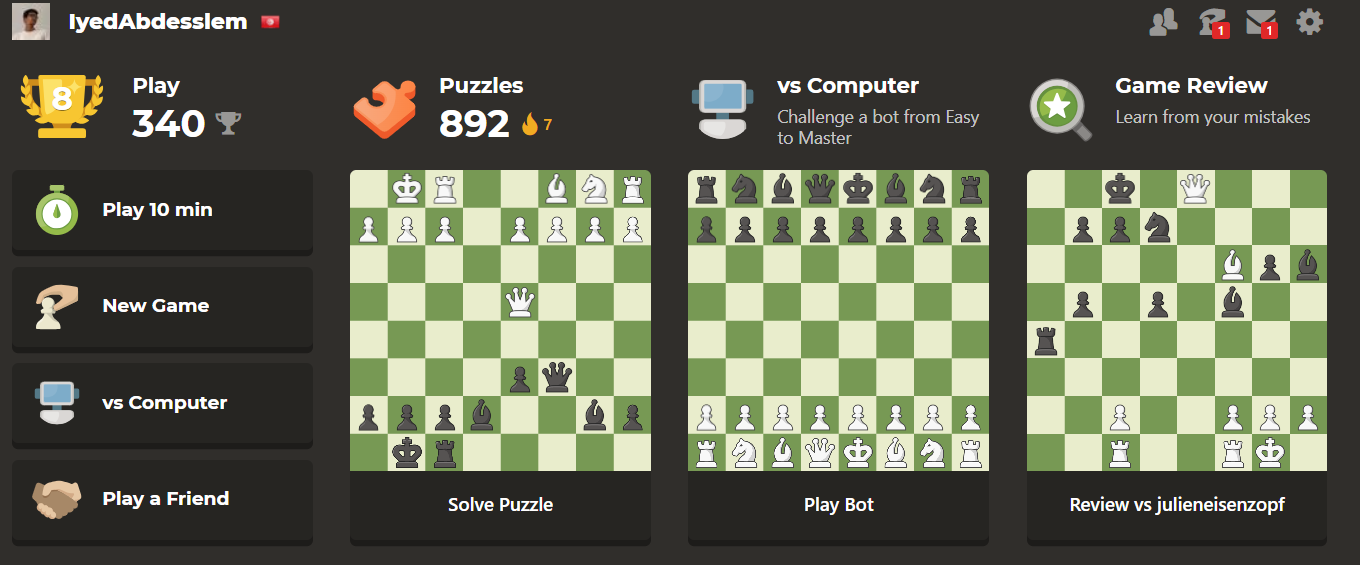 IyedAbdesslem
1
1
8
Play
340
Puzzles
892
7
vs Computer
Challenge a bot from Easy
to Master
Game Review
Learn from your mistakes
Play 10 min
New Game
vs Computer
Play a Friend
Solve Puzzle
Play Bot
Review vs julieneisenzopf